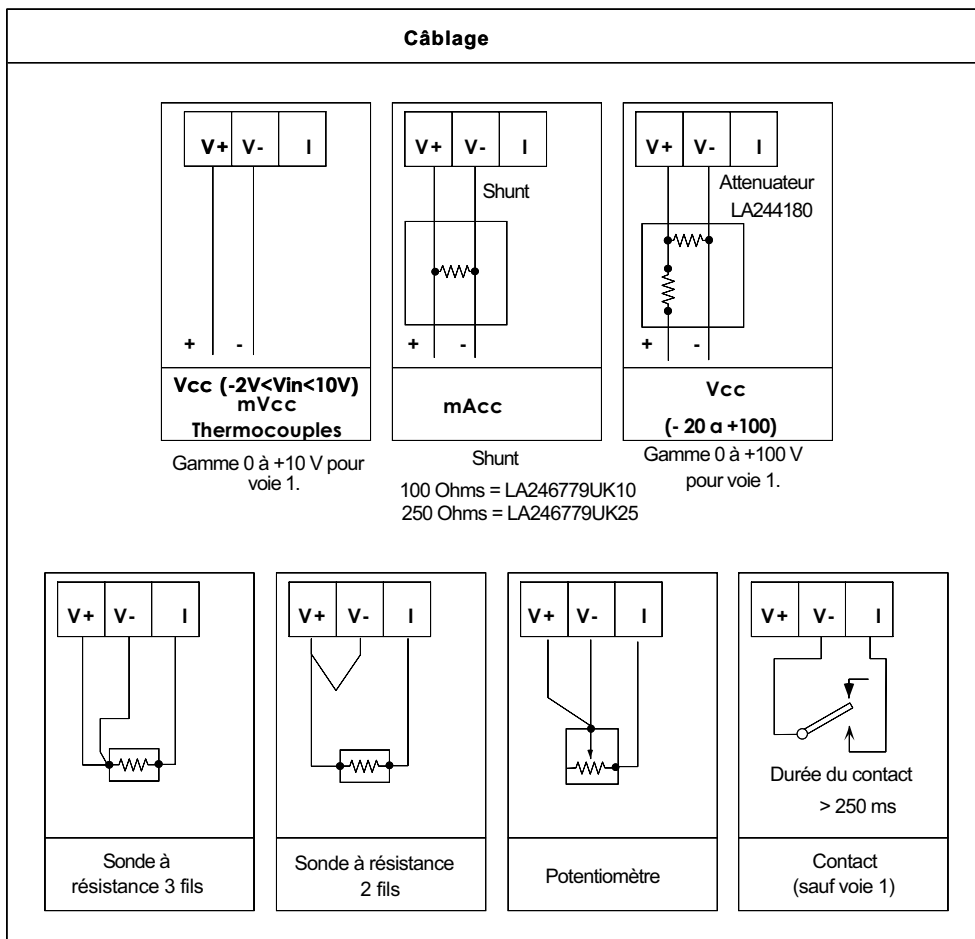 Câblage
V+ V- I
V+ V- I
V+ V- I
Shunt
Attenuateur
LA244180
+ -
+ -
+ -
Vcc (-2V<Vin<10V)
mVcc
Thermocouples
mAcc
Vcc
(- 20 a +100)
Gamme 0 à +10 V pour
voie 1.
Shunt
100 Ohms = LA246779UK10
250 Ohms = LA246779UK25
Gamme 0 à +100 V
pour voie 1.
V+ V- I
V+ V- I
V+ V- I
V+ V- I
Durée du contact
> 250 ms
Sonde à
résistance 3 fils
Sonde à résistance
2 fils
Potentiomètre
Contact
(sauf voie 1)